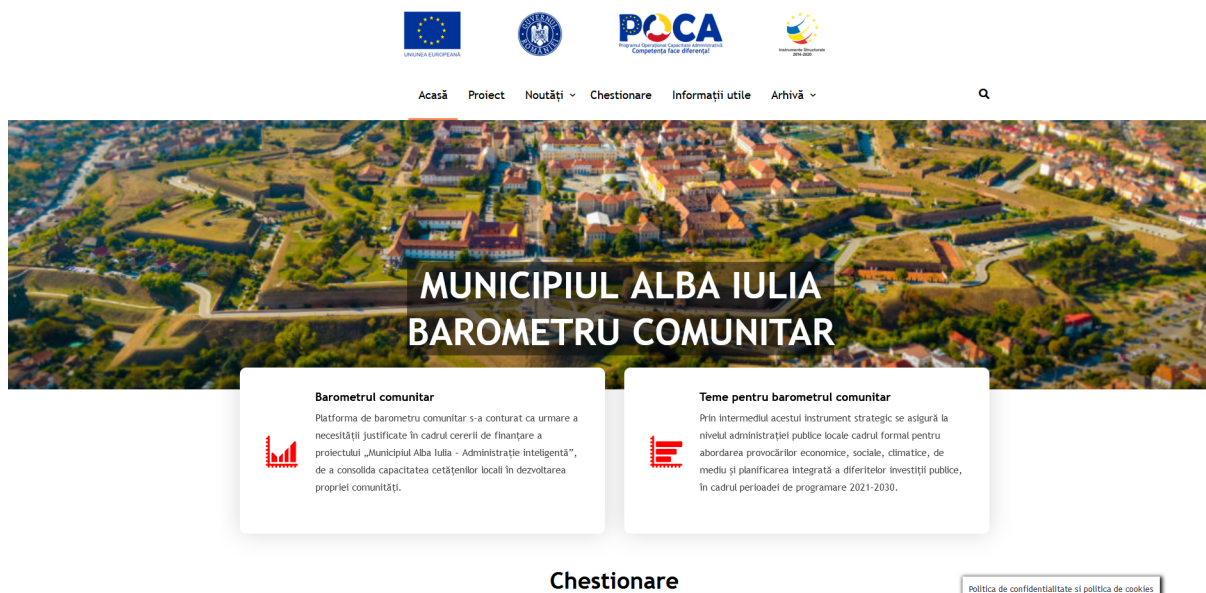 UNIUNEA EUROPEANĂ
GUVERNUL ROMÂNIEI
POCA
Programul Operațional Capacitate Administrativă
Competența face diferența!
Instrumente Structurale
2014-2020
Acasă Proiect Noutăți Chestionare Informații utile Arhivă
MUNICIPIUL ALBA IULIA
BAROMETRU COMUNITAR
Barometrul comunitar
Platforma de barometru comunitar s-a conturat ca urmare a
necesității justificate în cadrul cererii de finanțare a
proiectului „Municipiul Alba Iulia – Administrație inteligentă”,
de a consolida capacitatea cetățenilor locali în dezvoltarea
propriei comunități.
Teme pentru barometrul comunitar
Prin intermediul acestui instrument strategic se asigură la
nivelul administrației publice locale cadrul formal pentru
abordarea provocărilor economice, sociale, climatice, de
mediu și planificarea integrată a diferitelor investiții publice,
în cadrul perioadei de programare 2021-2030.
Chestionare
Politica de confidentialitate si politica de cookies